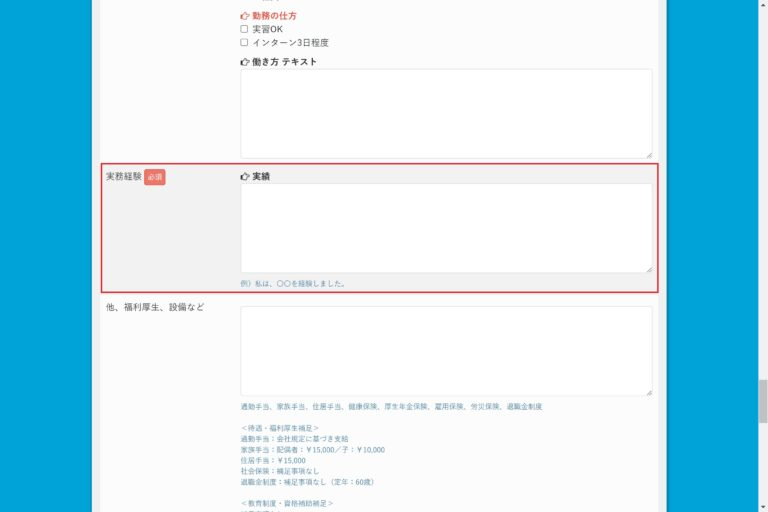 勤務の仕方
実習OK
インターン3日程度
働き方 テキスト
実務経験 必須
実績
例）私は、〇〇を経験しました。
他、福利厚生、設備など
通勤手当、家族手当、住居手当、健康保険、厚生年金保険、雇用保険、労災保険、退職金制度
＜待遇・福利厚生補足＞
通勤手当：会社規定に基づき支給
家族手当：配偶者：￥15,000／子：￥10,000
住居手当：￥15,000
社会保険：補足事項なし
退職金制度：補足事項なし（定年：60歳）
＜教育制度・資格補助補足＞